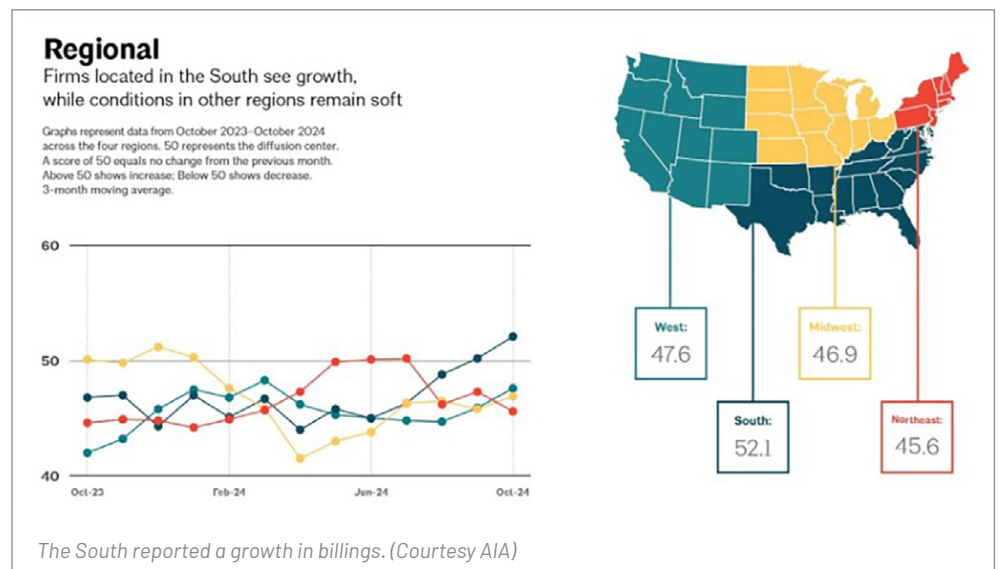 Regional
Firms located in the South see growth,
while conditions in other regions remain soft
Graphs represent data from October 2023–October 2024
across the four regions. 50 represents the diffusion center.
A score of 50 equals no change from the previous month.
Above 50 shows increase; Below 50 shows decrease.
3-month moving average.
60
50
40
Oct-23
Feb-24
Jun-24
Oct-24
West:
47.6
Midwest:
46.9
South:
52.1
Northeast:
45.6
The South reported a growth in billings. (Courtesy AIA)